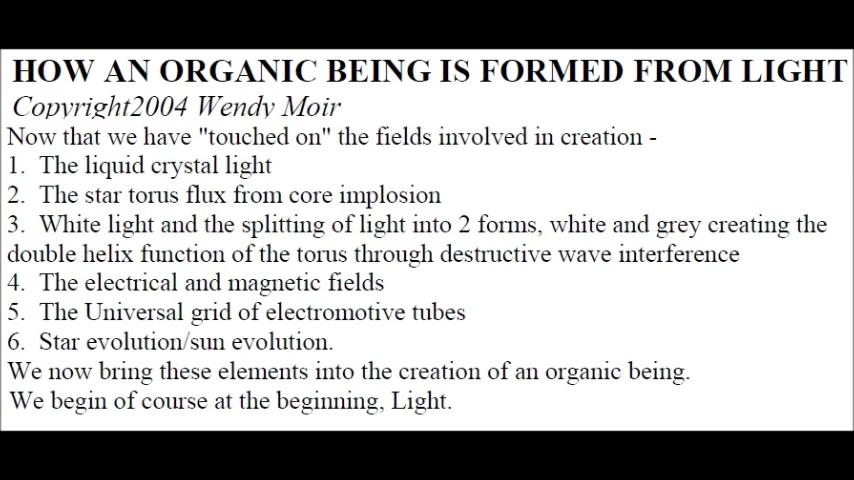 HOW AN ORGANIC BEING IS FORMED FROM LIGHT
Copyright2004 Wendy Moir
Now that we have "touched on" the fields involved in creation -
1. The liquid crystal light
2. The star torus flux from core implosion
3. White light and the splitting of light into 2 forms, white and grey creating the
double helix function of the torus through destructive wave interference
4. The electrical and magnetic fields
5. The Universal grid of electromotive tubes
6. Star evolution/sun evolution.
We now bring these elements into the creation of an organic being.
We begin of course at the beginning, Light.